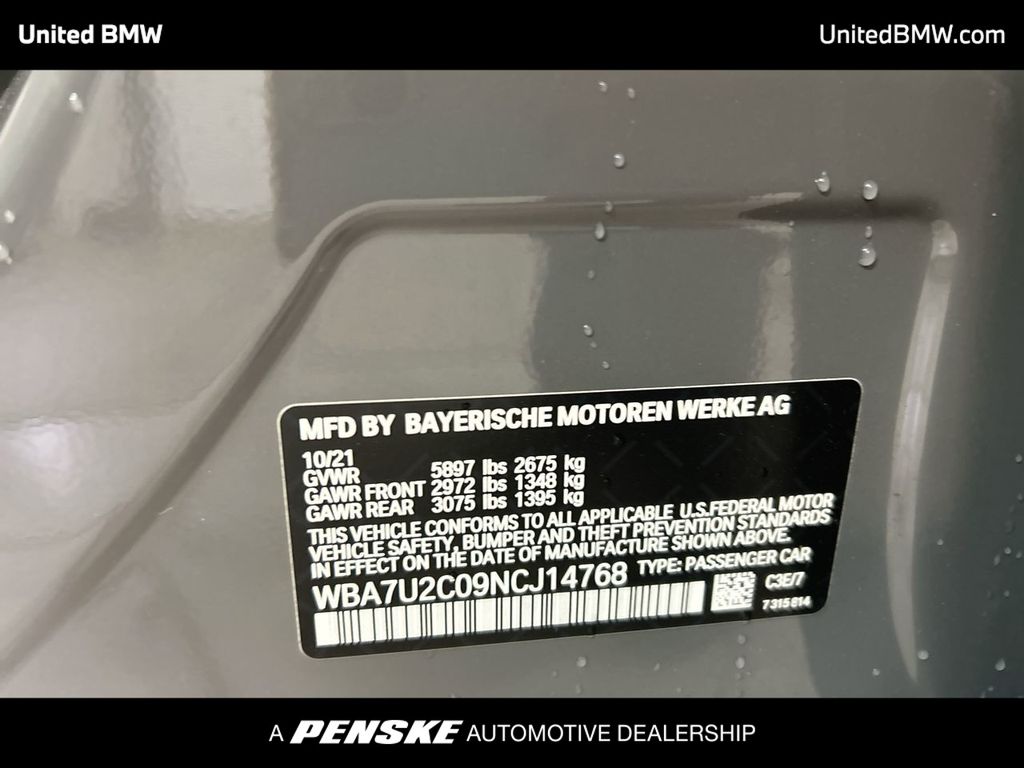 United BMW
UnitedBMW.com
MFD BY BAYERISCHE MOTOREN WERKE AG
10/21
GVWR 5897 lbs 2675 kg
GAWR FRONT 2972 lbs 1348 kg
GAWR REAR 3075 lbs 1395 kg
THIS VEHICLE CONFORMS TO ALL APPLICABLE U.S.FEDERAL MOTOR
VEHICLE SAFETY, BUMPER AND THEFT PREVENTION STANDARDS
IN EFFECT ON THE DATE OF MANUFACTURE SHOWN ABOVE.
WBA7U2C09NCJ14768 TYPE: PASSENGER CAR
C3E/7
7315814
A PENSKE AUTOMOTIVE DEALERSHIP